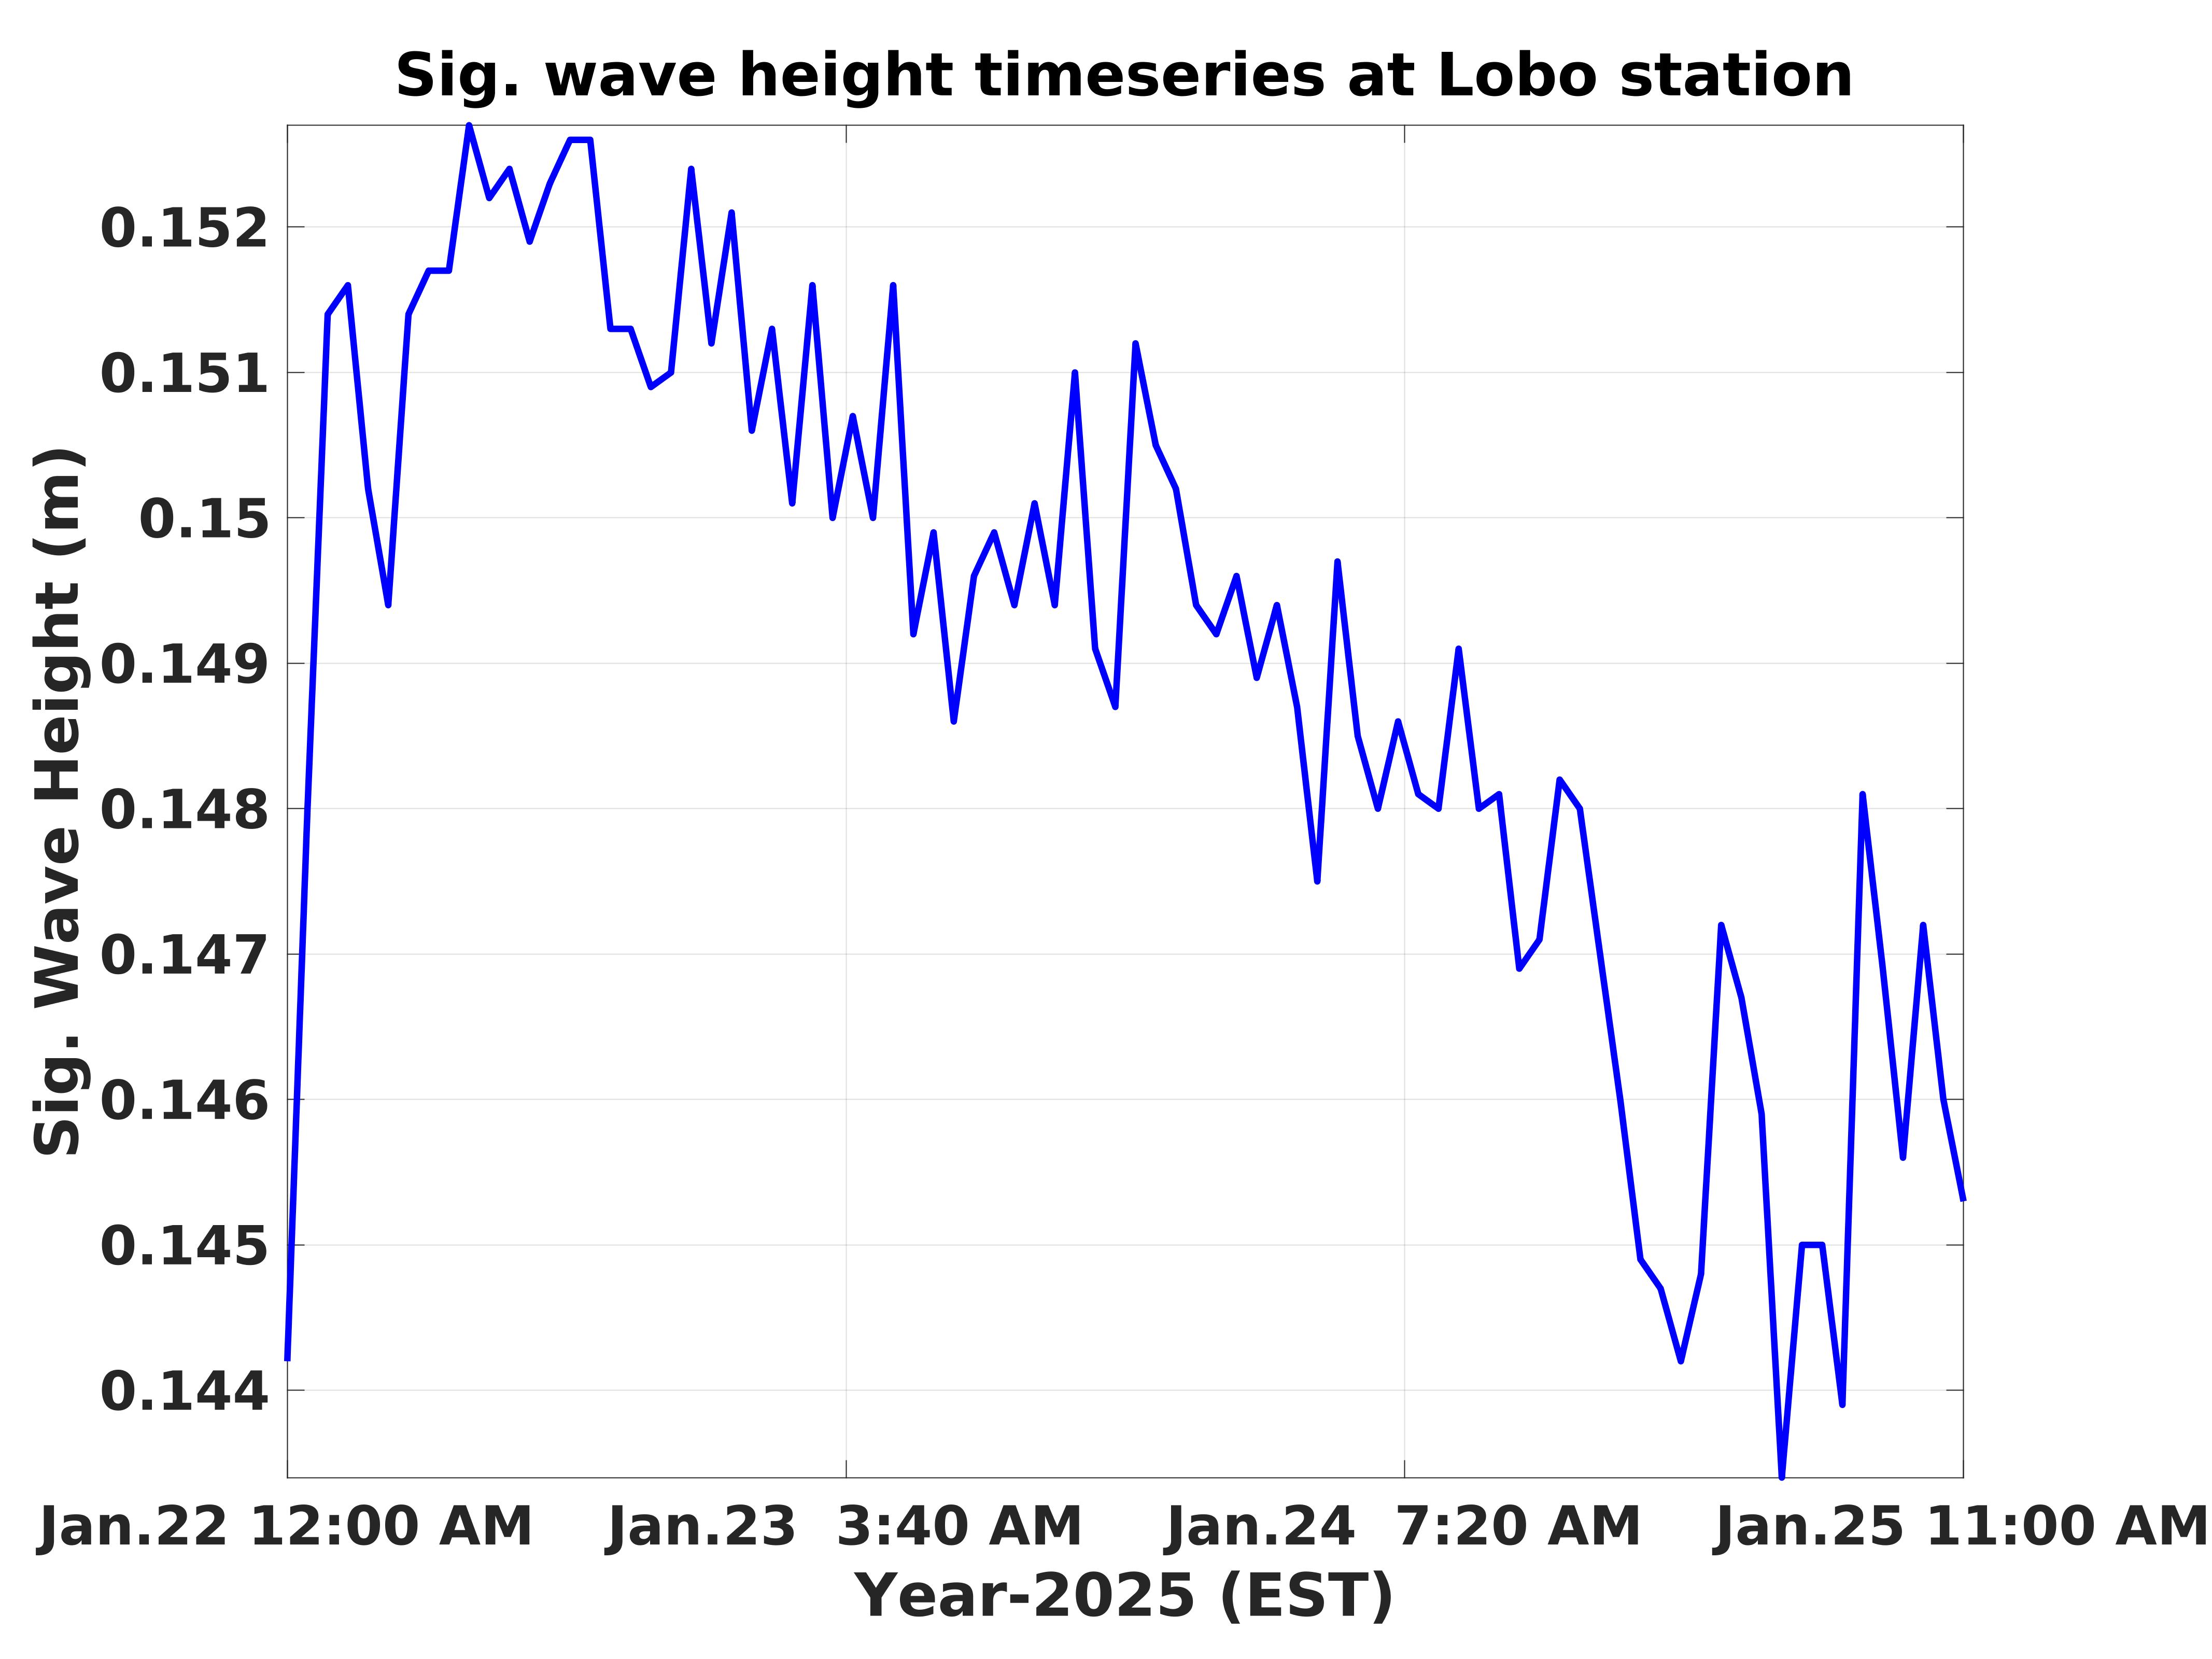 Sig. wave height timeseries at Lobo station
Sig. Wave Height (m)
0.152
0.151
0.15
0.149
0.148
0.147
0.146
0.145
0.144
Jan.22 12:00 AM Jan.23 3:40 AM Jan.24 7:20 AM Jan.25 11:00 AM
Year-2025 (EST)